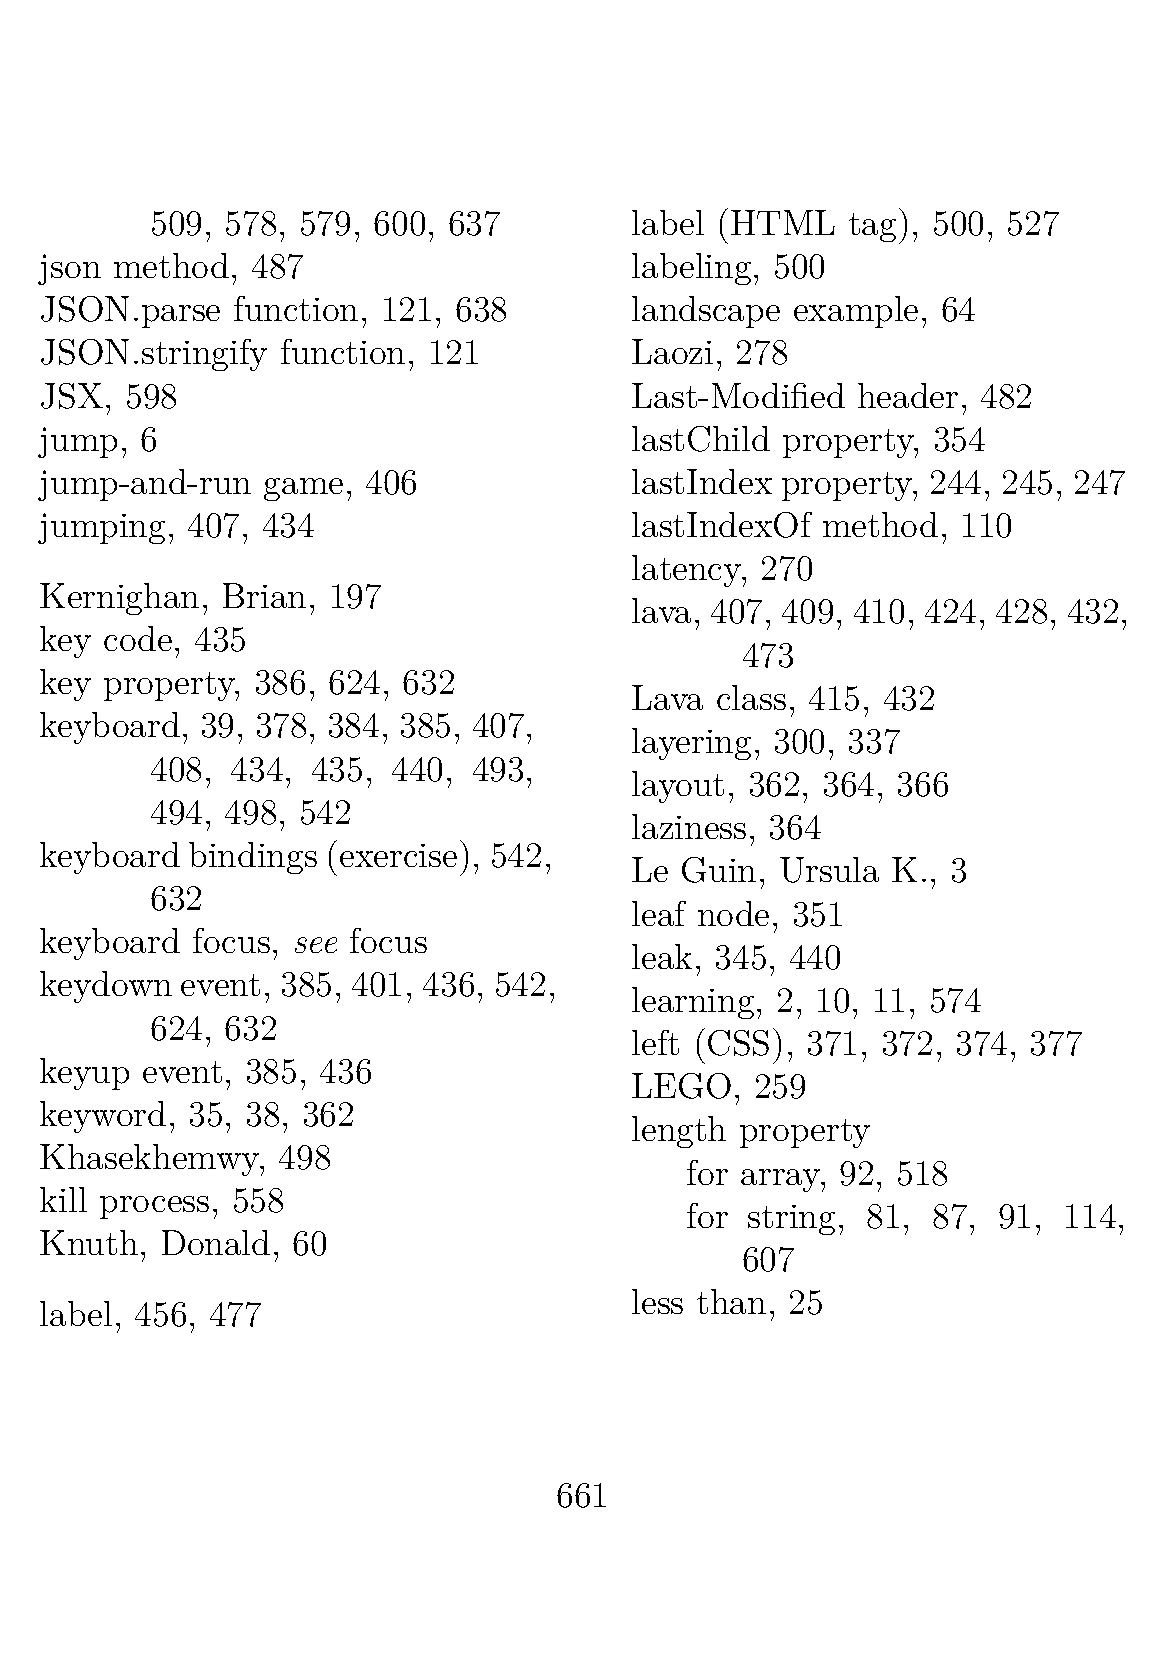 509, 578, 579, 600, 637
json method, 487
JSON.parse function, 121, 638
JSON.stringify function, 121
JSX, 598
jump, 6
jump-and-run game, 406
jumping, 407, 434
Kernighan, Brian, 197
key code, 435
key property, 386, 624, 632
keyboard, 39, 378, 384, 385, 407,
408, 434, 435, 440, 493,
494, 498, 542
keyboard bindings (exercise), 542,
632
keyboard focus, see focus
keydown event, 385, 401, 436, 542,
624, 632
keyup event, 385, 436
keyword, 35, 38, 362
Khasekhemwy, 498
kill process, 558
Knuth, Donald, 60
label, 456, 477
label (HTML tag), 500, 527
labeling, 500
landscape example, 64
Laozi, 278
Last-Modified header, 482
lastChild property, 354
lastIndex property, 244, 245, 247
lastIndexOf method, 110
latency, 270
lava, 407, 409, 410, 424, 428, 432,
473
Lava class, 415, 432
layering, 300, 337
layout, 362, 364, 366
laziness, 364
Le Guin, Ursula K., 3
leaf node, 351
leak, 345, 440
learning, 2, 10, 11, 574
left (CSS), 371, 372, 374, 377
LEGO, 259
length property
for array, 92, 518
for string, 81, 87, 91, 114,
607
less than, 25
661